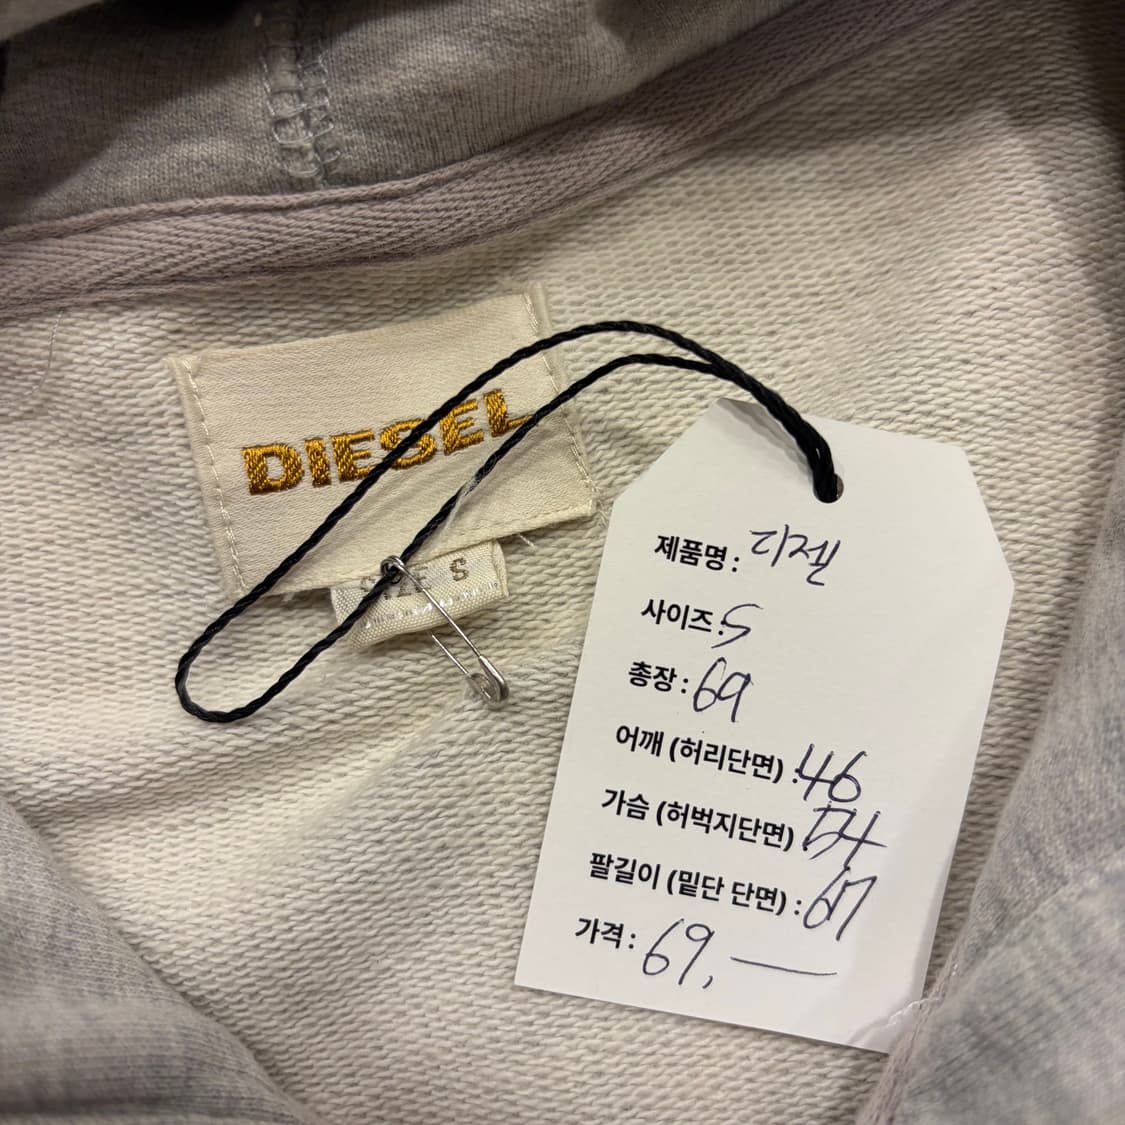 DIESEL
SIZE S
제품명 : 디젤
사이즈 : S
총장 : 69
어깨 (허리단면) : 46
가슴 (허벅지단면) : 54
팔길이 (밑단 단면) : 67
가격 : 69,—